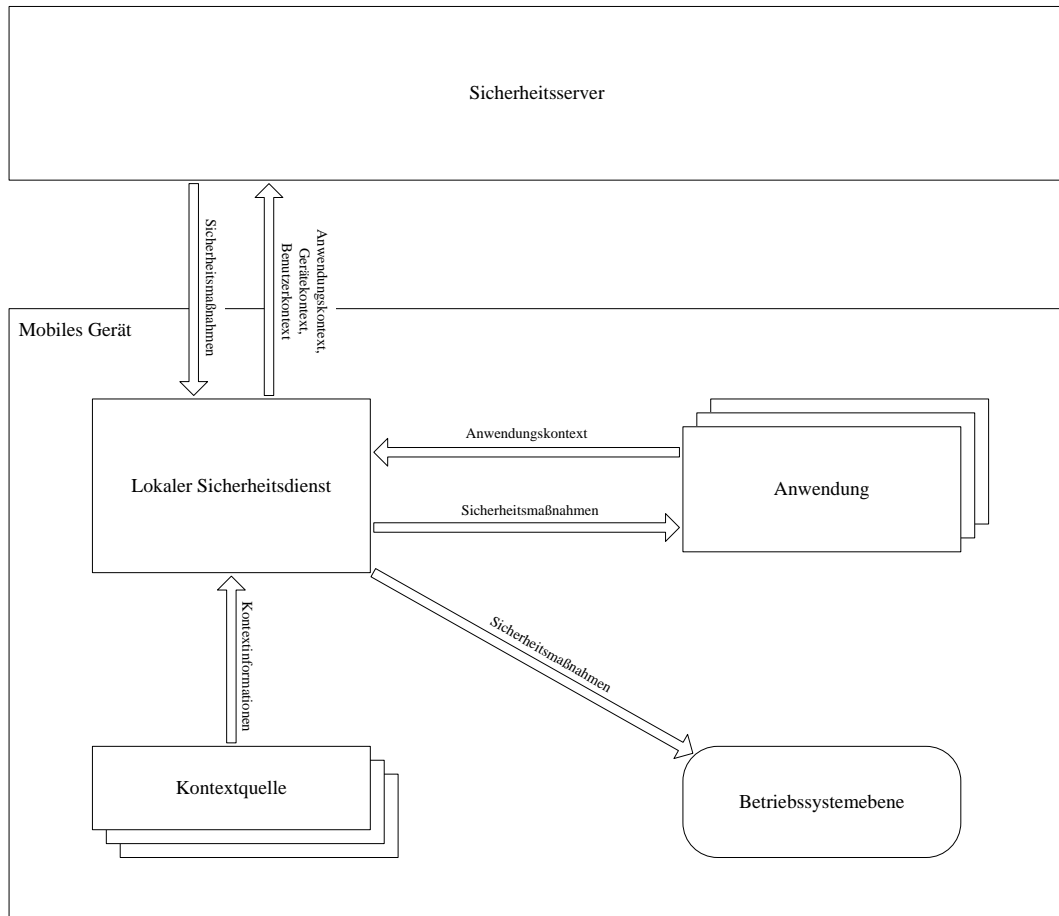 Sicherheitsserver
Sicherheitsmaßnahmen
Anwendungskontext,
Gerätekontext,
Benutzerkontext
Mobiles Gerät
Lokaler Sicherheitsdienst
Anwendungskontext
Sicherheitsmaßnahmen
Anwendung
Kontextinformationen
Sicherheitsmaßnahmen
Kontextquelle
Betriebssystemebene